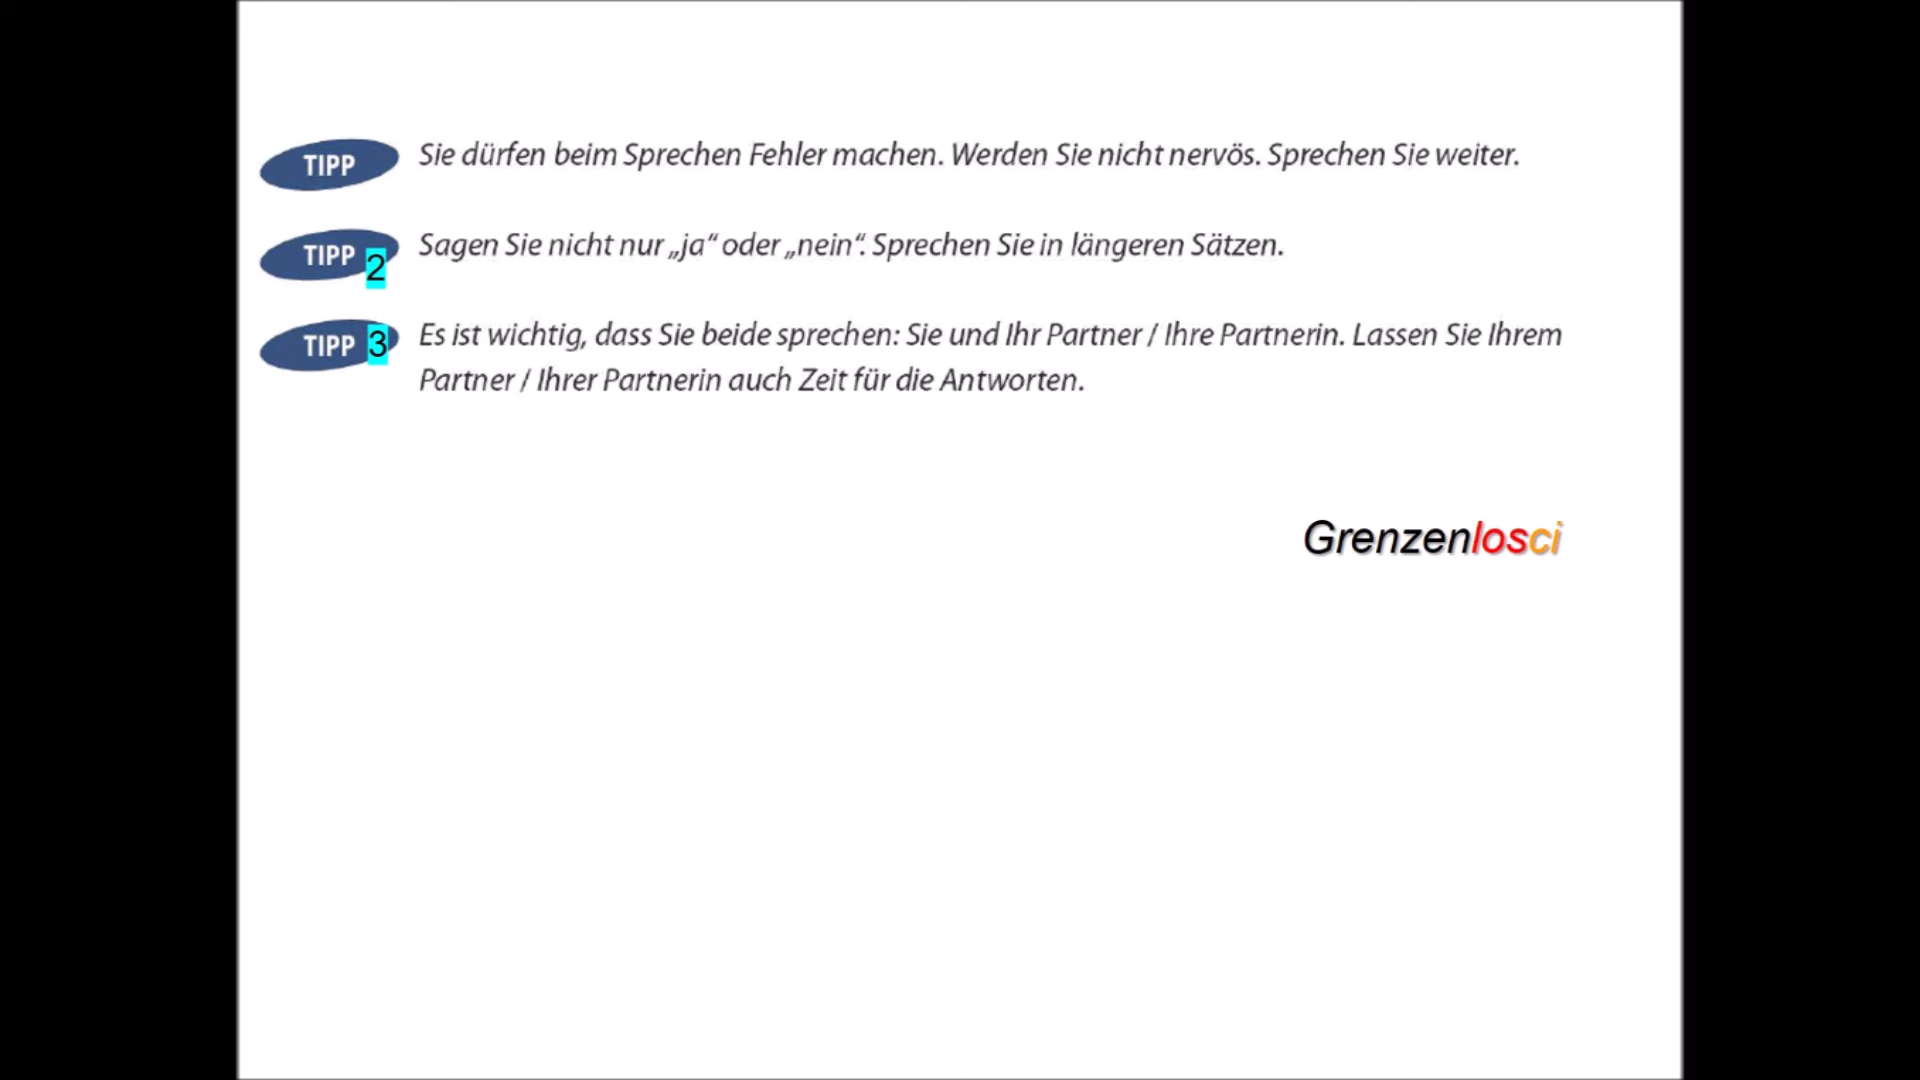 TIPP Sie dürfen beim Sprechen Fehler machen. Werden Sie nicht nervös. Sprechen Sie weiter.
TIPP 2 Sagen Sie nicht nur „ja“ oder „nein“. Sprechen Sie in längeren Sätzen.
TIPP 3 Es ist wichtig, dass Sie beide sprechen: Sie und Ihr Partner / Ihre Partnerin. Lassen Sie Ihrem
Partner / Ihrer Partnerin auch Zeit für die Antworten.
Grenzenlosci